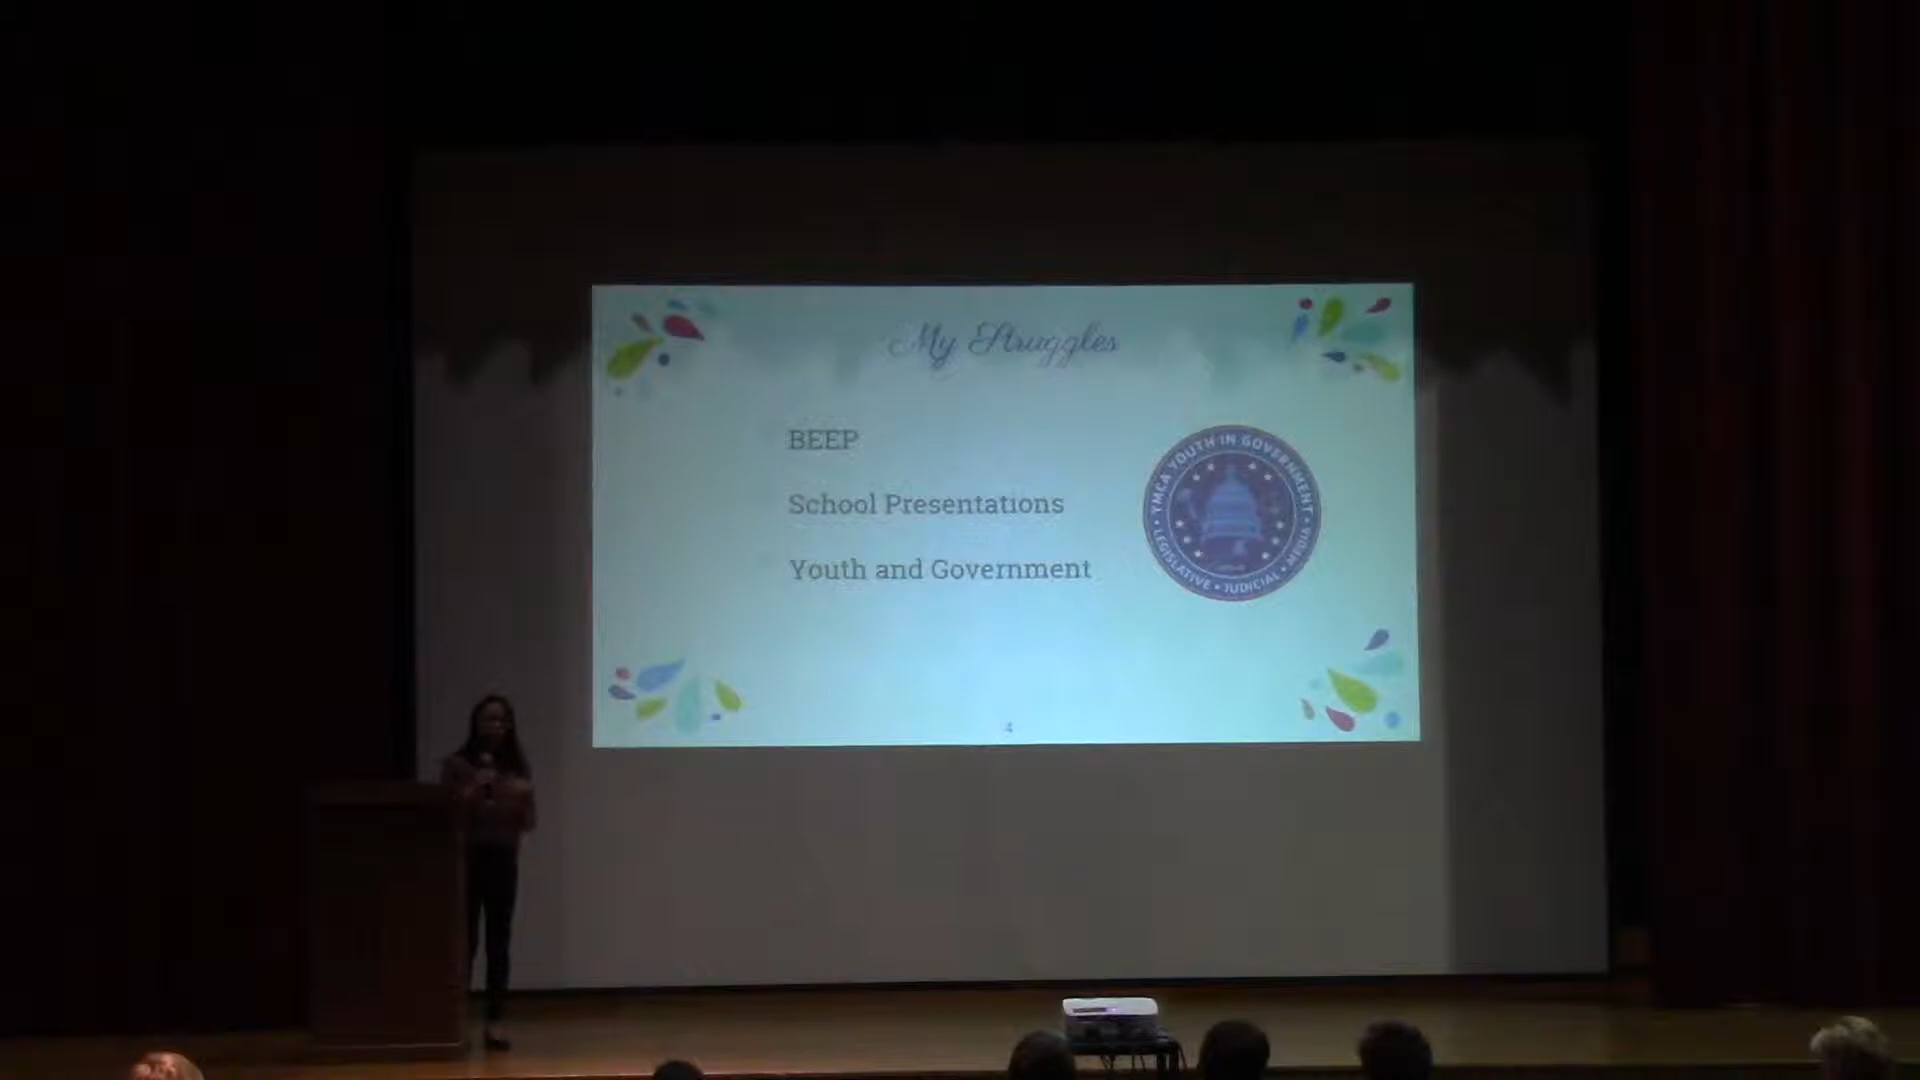 My Struggles
BEEP
School Presentations
Youth and Government
YMCA YOUTH IN GOVERNMENT
LEGISLATIVE • JUDICIAL • MEDIA
4